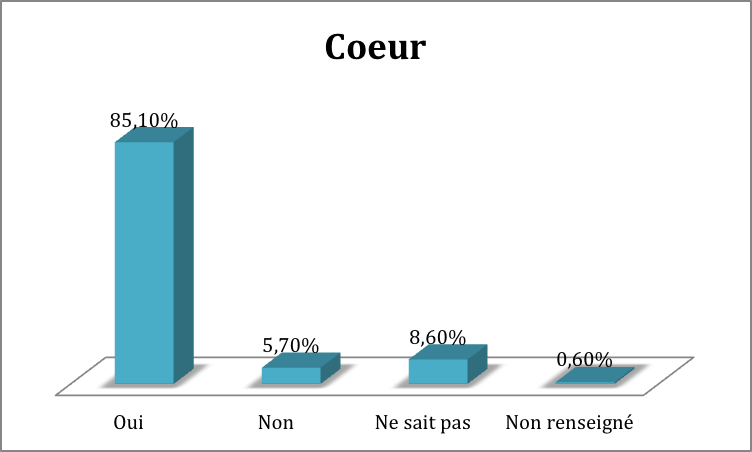 Coeur
85,10%
5,70%
8,60%
0,60%
Oui
Non
Ne sait pas
Non renseigné